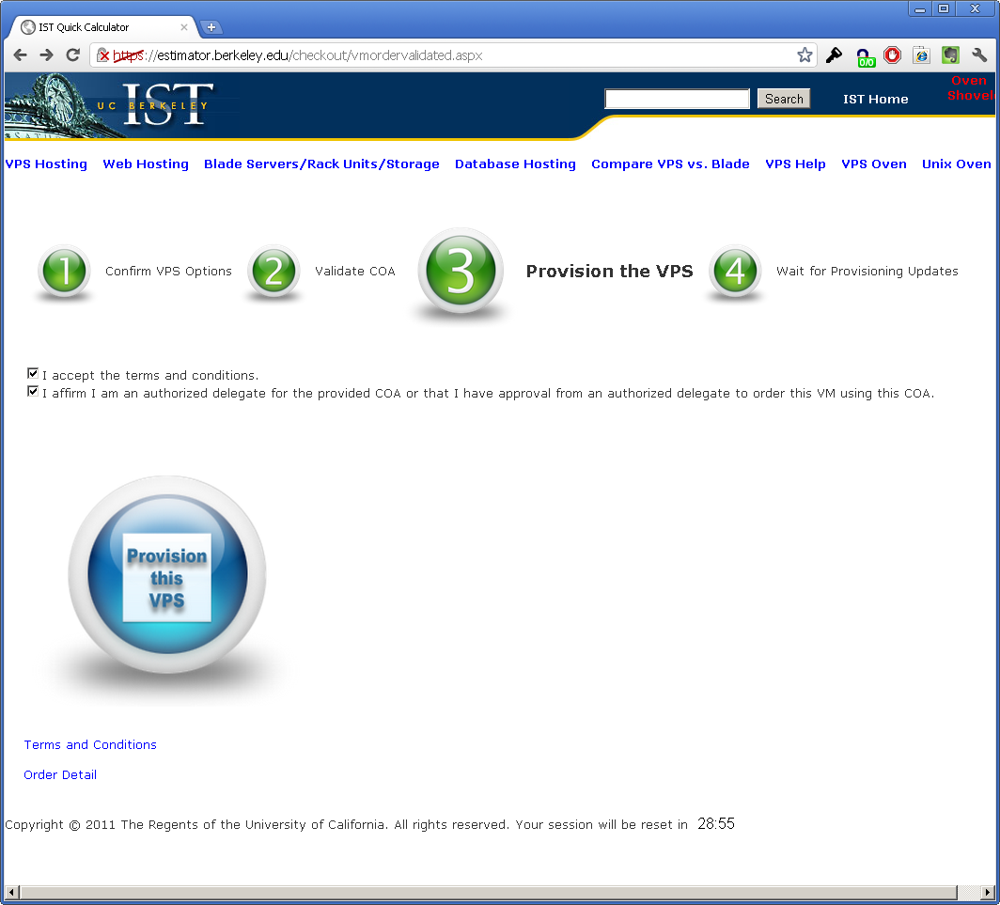 IST Quick Calculator
https://estimator.berkeley.edu/checkout/vmordervalidated.aspx
0/0
UC BERKELEY IST
Search
IST Home
Oven
Shovel
VPS Hosting Web Hosting Blade Servers/Rack Units/Storage Database Hosting Compare VPS vs. Blade VPS Help VPS Oven Unix Oven
1 Confirm VPS Options 2 Validate COA 3 Provision the VPS 4 Wait for Provisioning Updates
I accept the terms and conditions.
I affirm I am an authorized delegate for the provided COA or that I have approval from an authorized delegate to order this VM using this COA.
Provision
this
VPS
Terms and Conditions
Order Detail
Copyright © 2011 The Regents of the University of California. All rights reserved. Your session will be reset in 28:55